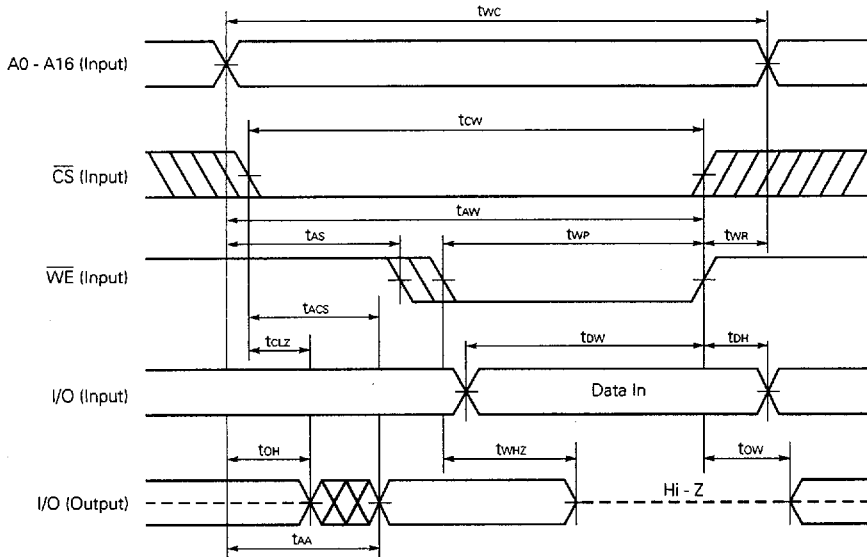 tWC
A0 - A16 (Input)
tCW
CS (Input)
tAW
tAS
tWP
tWR
WE (Input)
tACS
tCLZ
tDW
tDH
I/O (Input)
Data In
tOH
tWHZ
tOW
I/O (Output)
Hi - Z
tAA